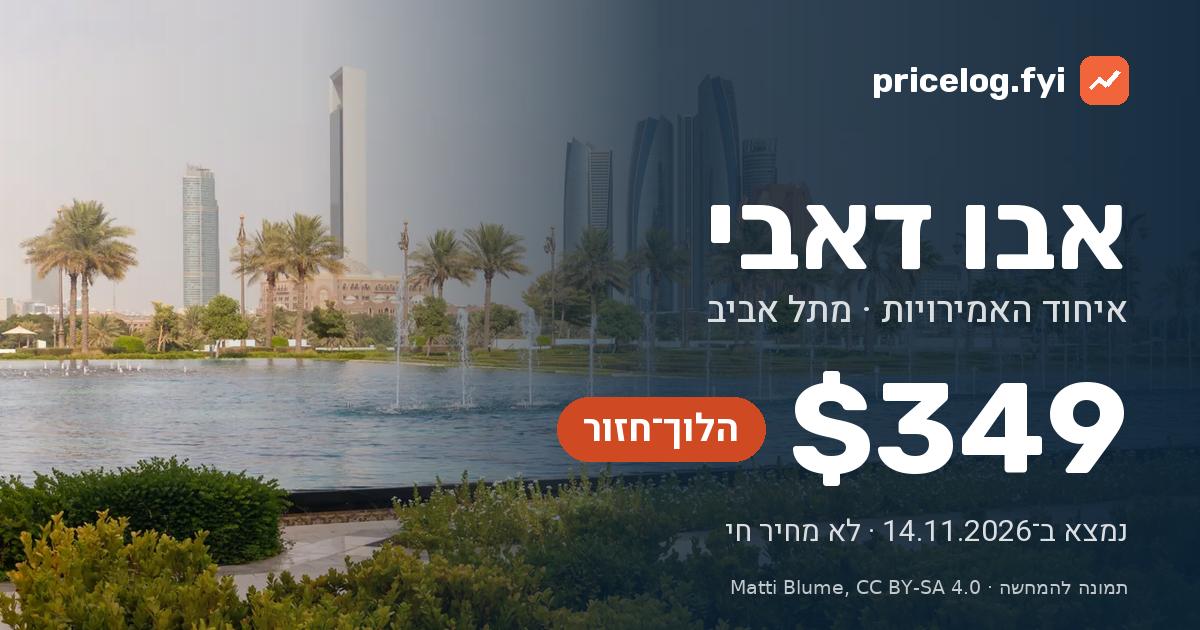 pricelog.fyi
אבו דאבי
איחוד האמירויות · מתל אביב
$349 הלוך־חזור
נמצא ב־14.11.2026 · לא מחיר חי
תמונה להמחשה · Matti Blume, CC BY-SA 4.0